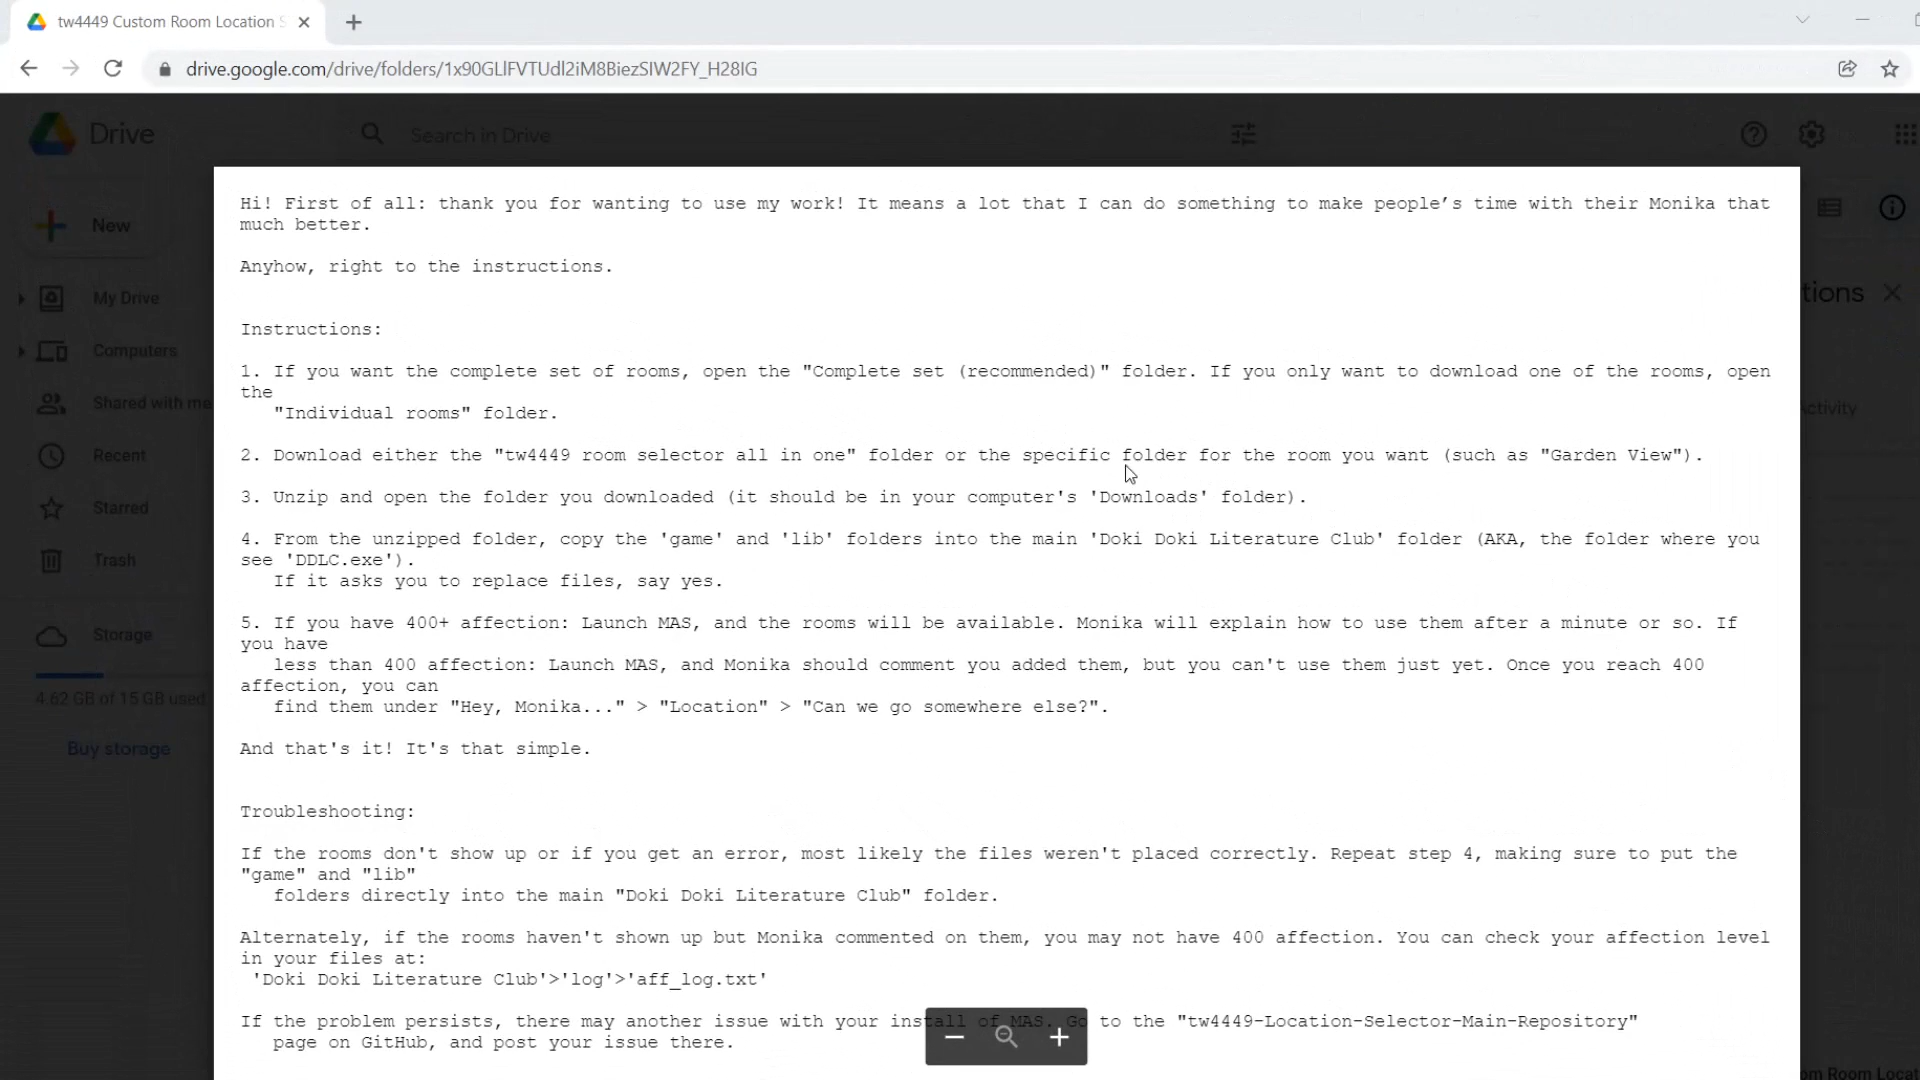 tw4449 Custom Room Location S
drive.google.com/drive/folders/1x90GLlFVTUdl2iM8BiezSIW2FY_H28IG
Drive
Search in Drive
New
My Drive
Computers
Shared with me
Recent
Starred
Trash
Storage
4.62 GB of 15 GB used
Buy storage
tions
Activity
Hi! First of all: thank you for wanting to use my work! It means a lot that I can do something to make people’s time with their Monika that
much better.
Anyhow, right to the instructions.
Instructions:
1. If you want the complete set of rooms, open the "Complete set (recommended)" folder. If you only want to download one of the rooms, open
the
"Individual rooms" folder.
2. Download either the "tw4449 room selector all in one" folder or the specific folder for the room you want (such as "Garden View").
3. Unzip and open the folder you downloaded (it should be in your computer's 'Downloads' folder).
4. From the unzipped folder, copy the 'game' and 'lib' folders into the main 'Doki Doki Literature Club' folder (AKA, the folder where you
see 'DDLC.exe').
If it asks you to replace files, say yes.
5. If you have 400+ affection: Launch MAS, and the rooms will be available. Monika will explain how to use them after a minute or so. If
you have
less than 400 affection: Launch MAS, and Monika should comment you added them, but you can't use them just yet. Once you reach 400
affection, you can
find them under "Hey, Monika..." > "Location" > "Can we go somewhere else?".
And that's it! It's that simple.
Troubleshooting:
If the rooms don't show up or if you get an error, most likely the files weren't placed correctly. Repeat step 4, making sure to put the
"game" and "lib"
folders directly into the main "Doki Doki Literature Club" folder.
Alternately, if the rooms haven't shown up but Monika commented on them, you may not have 400 affection. You can check your affection level
in your files at:
'Doki Doki Literature Club'>'log'>'aff_log.txt'
If the problem persists, there may another issue with your install of MAS. Go to the "tw4449-Location-Selector-Main-Repository"
page on GitHub, and post your issue there.
om Room Locat